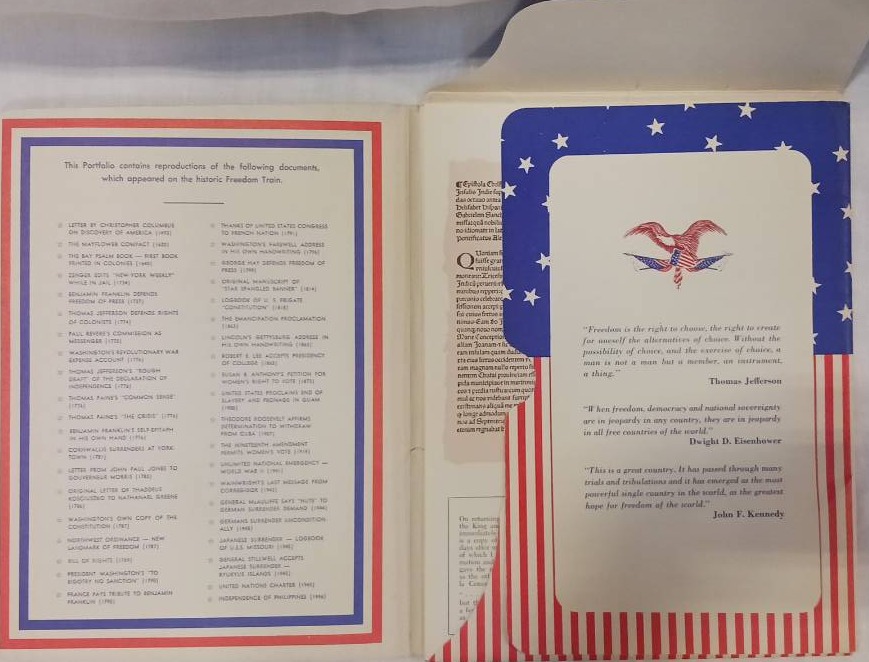 This Portfolio contains reproductions of the following documents,
which appeared on the historic Freedom Train.
LETTER BY CHRISTOPHER COLUMBUS
ON DISCOVERY OF AMERICA (1493)
THE MAYFLOWER COMPACT (1620)
THE BAY PSALM BOOK — FIRST BOOK
PRINTED IN COLONIES (1640)
ZENGER EDITS "NEW YORK WEEKLY"
WHILE IN JAIL (1734)
BENJAMIN FRANKLIN DEFENDS
FREEDOM OF PRESS (1737)
THOMAS JEFFERSON DEFENDS RIGHTS
OF COLONISTS (1774)
PAUL REVERE'S COMMISSION AS
MESSENGER (1775)
WASHINGTON'S REVOLUTIONARY WAR
EXPENSE ACCOUNT (1776)
THOMAS JEFFERSON'S "ROUGH
DRAFT" OF THE DECLARATION OF
INDEPENDENCE (1776)
THOMAS PAINE'S "COMMON SENSE"
(1776)
THOMAS PAINE'S "THE CRISIS" (1776)
BENJAMIN FRANKLIN'S SELF-EPITAPH
IN HIS OWN HAND (1776)
CORNWALLIS SURRENDERS AT YORK-
TOWN (1781)
LETTER FROM JOHN PAUL JONES TO
GOUVERNEUR MORRIS (1782)
ORIGINAL LETTER OF THADDEUS
KOSCIUSZKO TO NATHANAEL GREENE
(1786)
WASHINGTON'S OWN COPY OF THE
CONSTITUTION (1787)
NORTHWEST ORDINANCE — NEW
LANDMARK OF FREEDOM (1787)
BILL OF RIGHTS (1789)
PRESIDENT WASHINGTON'S "TO
BIGOTRY NO SANCTION" (1790)
FRANCE PAYS TRIBUTE TO BENJAMIN
FRANKLIN (1790)
THANKS OF UNITED STATES CONGRESS
TO FRENCH NATION (1791)
WASHINGTON'S FAREWELL ADDRESS
IN HIS OWN HANDWRITING (1796)
GEORGE HAY DEFENDS FREEDOM OF
PRESS (1799)
ORIGINAL MANUSCRIPT OF
"STAR SPANGLED BANNER" (1814)
LOGBOOK OF U. S. FRIGATE
"CONSTITUTION" (1815)
THE EMANCIPATION PROCLAMATION
(1862)
LINCOLN'S GETTYSBURG ADDRESS IN
HIS OWN HANDWRITING (1863)
ROBERT E. LEE ACCEPTS PRESIDENCY
OF COLLEGE (1865)
SUSAN B. ANTHONY'S PETITION FOR
WOMEN'S RIGHT TO VOTE (1873)
UNITED STATES PROCLAIMS END OF
SLAVERY AND PEONAGE IN GUAM
(1900)
THEODORE ROOSEVELT AFFIRMS
DETERMINATION TO WITHDRAW
FROM CUBA (1907)
THE NINETEENTH AMENDMENT
PERMITS WOMEN'S VOTE (1919)
UNLIMITED NATIONAL EMERGENCY —
WORLD WAR II (1941)
WAINWRIGHT'S LAST MESSAGE FROM
CORREGIDOR (1942)
GENERAL McAULIFFE SAYS "NUTS" TO
GERMAN SURRENDER DEMAND (1944)
GERMANS SURRENDER UNCONDITION-
ALLY (1945)
JAPANESE SURRENDER — LOGBOOK
OF U.S.S. MISSOURI (1945)
GENERAL STILLWELL ACCEPTS
JAPANESE SURRENDER —
RYUKYUS ISLANDS (1945)
UNITED NATIONS CHARTER (1945)
INDEPENDENCE OF PHILIPPINES (1946)
On returning
the King an
immediately
is a copy of
days after
of which I
gave the
"Freedom is the right to choose, the right to create
for oneself the alternatives of choice. Without the
possibility of choice, and the exercise of choice, a
man is not a man but a member, an instrument,
a thing."
Thomas Jefferson
"When freedom, democracy and national sovereignty
are in jeopardy in any country, they are in jeopardy
in all free countries of the world."
Dwight D. Eisenhower
"This is a great country. It has passed through many
trials and tribulations and it has emerged as the most
powerful single country in the world, as the greatest
hope for freedom of the world."
John F. Kennedy